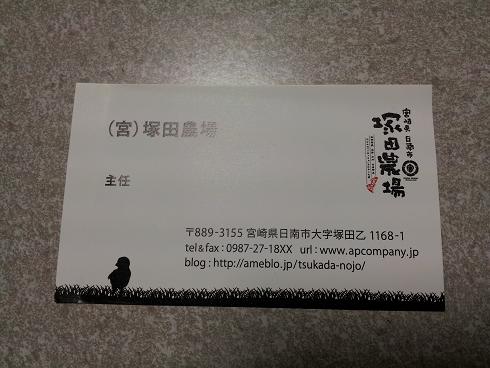 (宮)塚田農場
宮崎県 日南市
塚田農場
主任
〒889-3155 宮崎県日南市大字塚田乙 1168-1
tel & fax : 0987-27-18XX url : www.apcompany.jp
blog : http://ameblo.jp/tsukada-nojo/